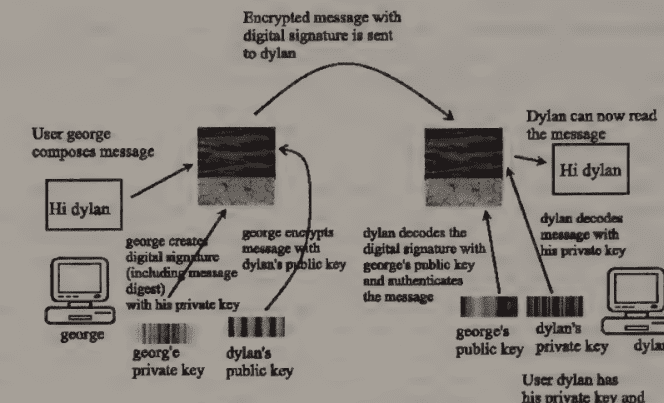 Encrypted message with
digital signature is sent
to dylan
User george
composes message
Hi dylan
george creates
digital signature
(including message
digest)
with his private key
george encrypts
message with
dylan's public key
george
georg'e
private key
dylan's
public key
Dylan can now read
the message
Hi dylan
dylan decodes the
digital signature with
george's public key
and authenticates
the message
dylan decodes
message with
his private key
george's
public key
dylan's
private key
dylan
User dylan has
his private key and